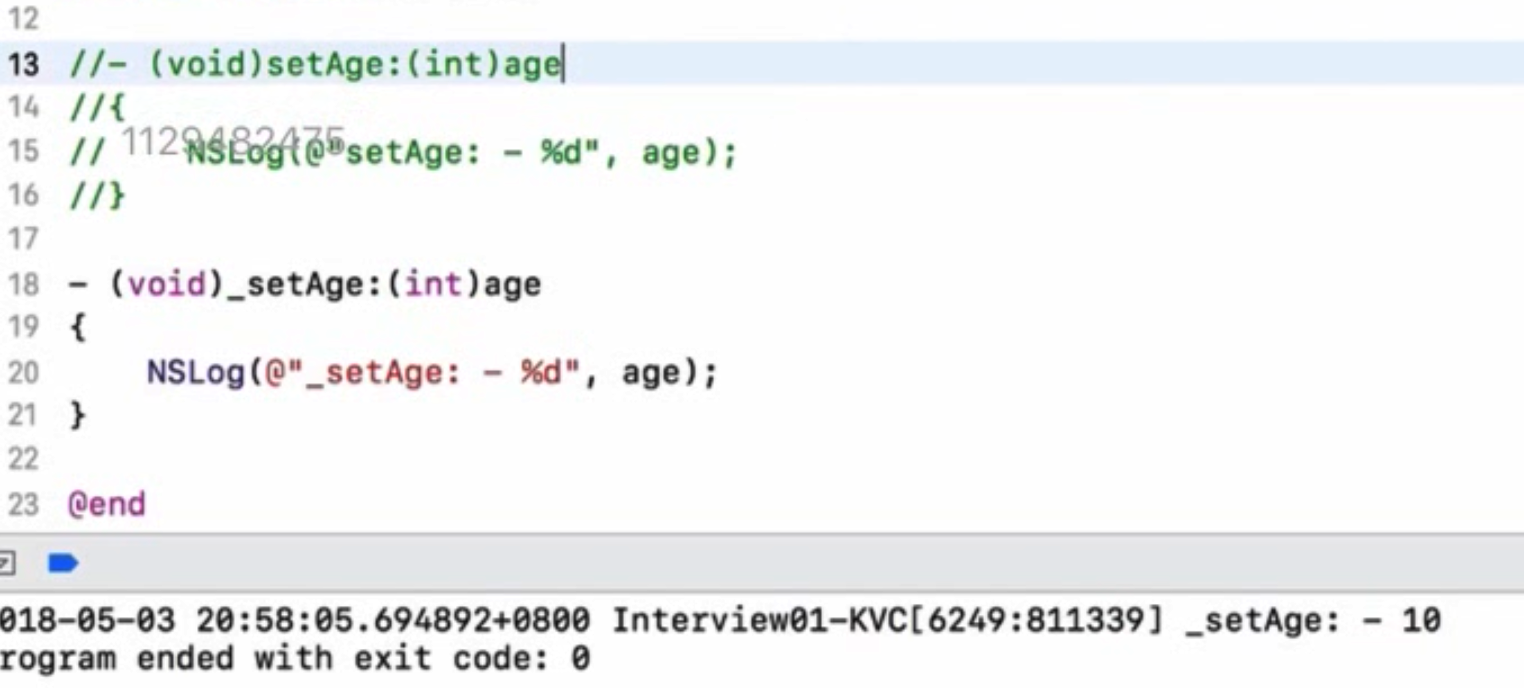 12
13 //- (void)setAge:(int)age
14 //{
1129482475
15 //    NSLog(@"setAge: - %d", age);
16 //}
17
18 - (void)_setAge:(int)age
19 {
20     NSLog(@"_setAge: - %d", age);
21 }
22
23 @end
018-05-03 20:58:05.694892+0800 Interview01-KVC[6249:811339] _setAge: - 10
rogram ended with exit code: 0